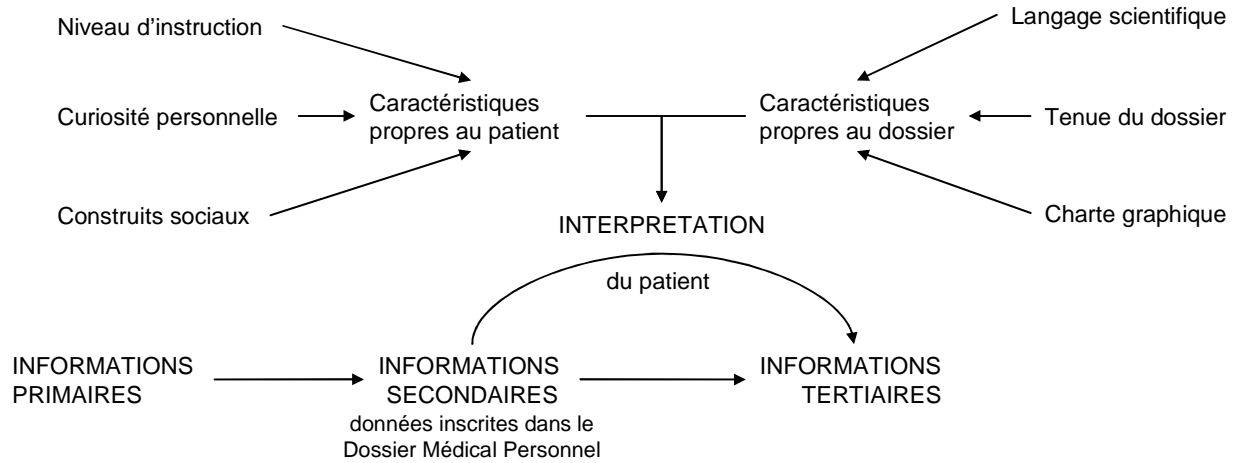 Niveau d’instruction
Langage scientifique
Curiosité personnelle
Caractéristiques
propres au patient
Caractéristiques
propres au dossier
Tenue du dossier
Construits sociaux
Charte graphique
INTERPRETATION
du patient
INFORMATIONS
PRIMAIRES
INFORMATIONS
SECONDAIRES
données inscrites dans le
Dossier Médical Personnel
INFORMATIONS
TERTIAIRES